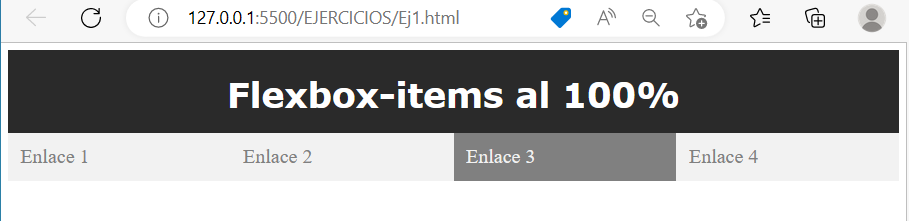 127.0.0.1:5500/EJERCICIOS/Ej1.html
Flexbox-items al 100%
Enlace 1 Enlace 2 Enlace 3 Enlace 4